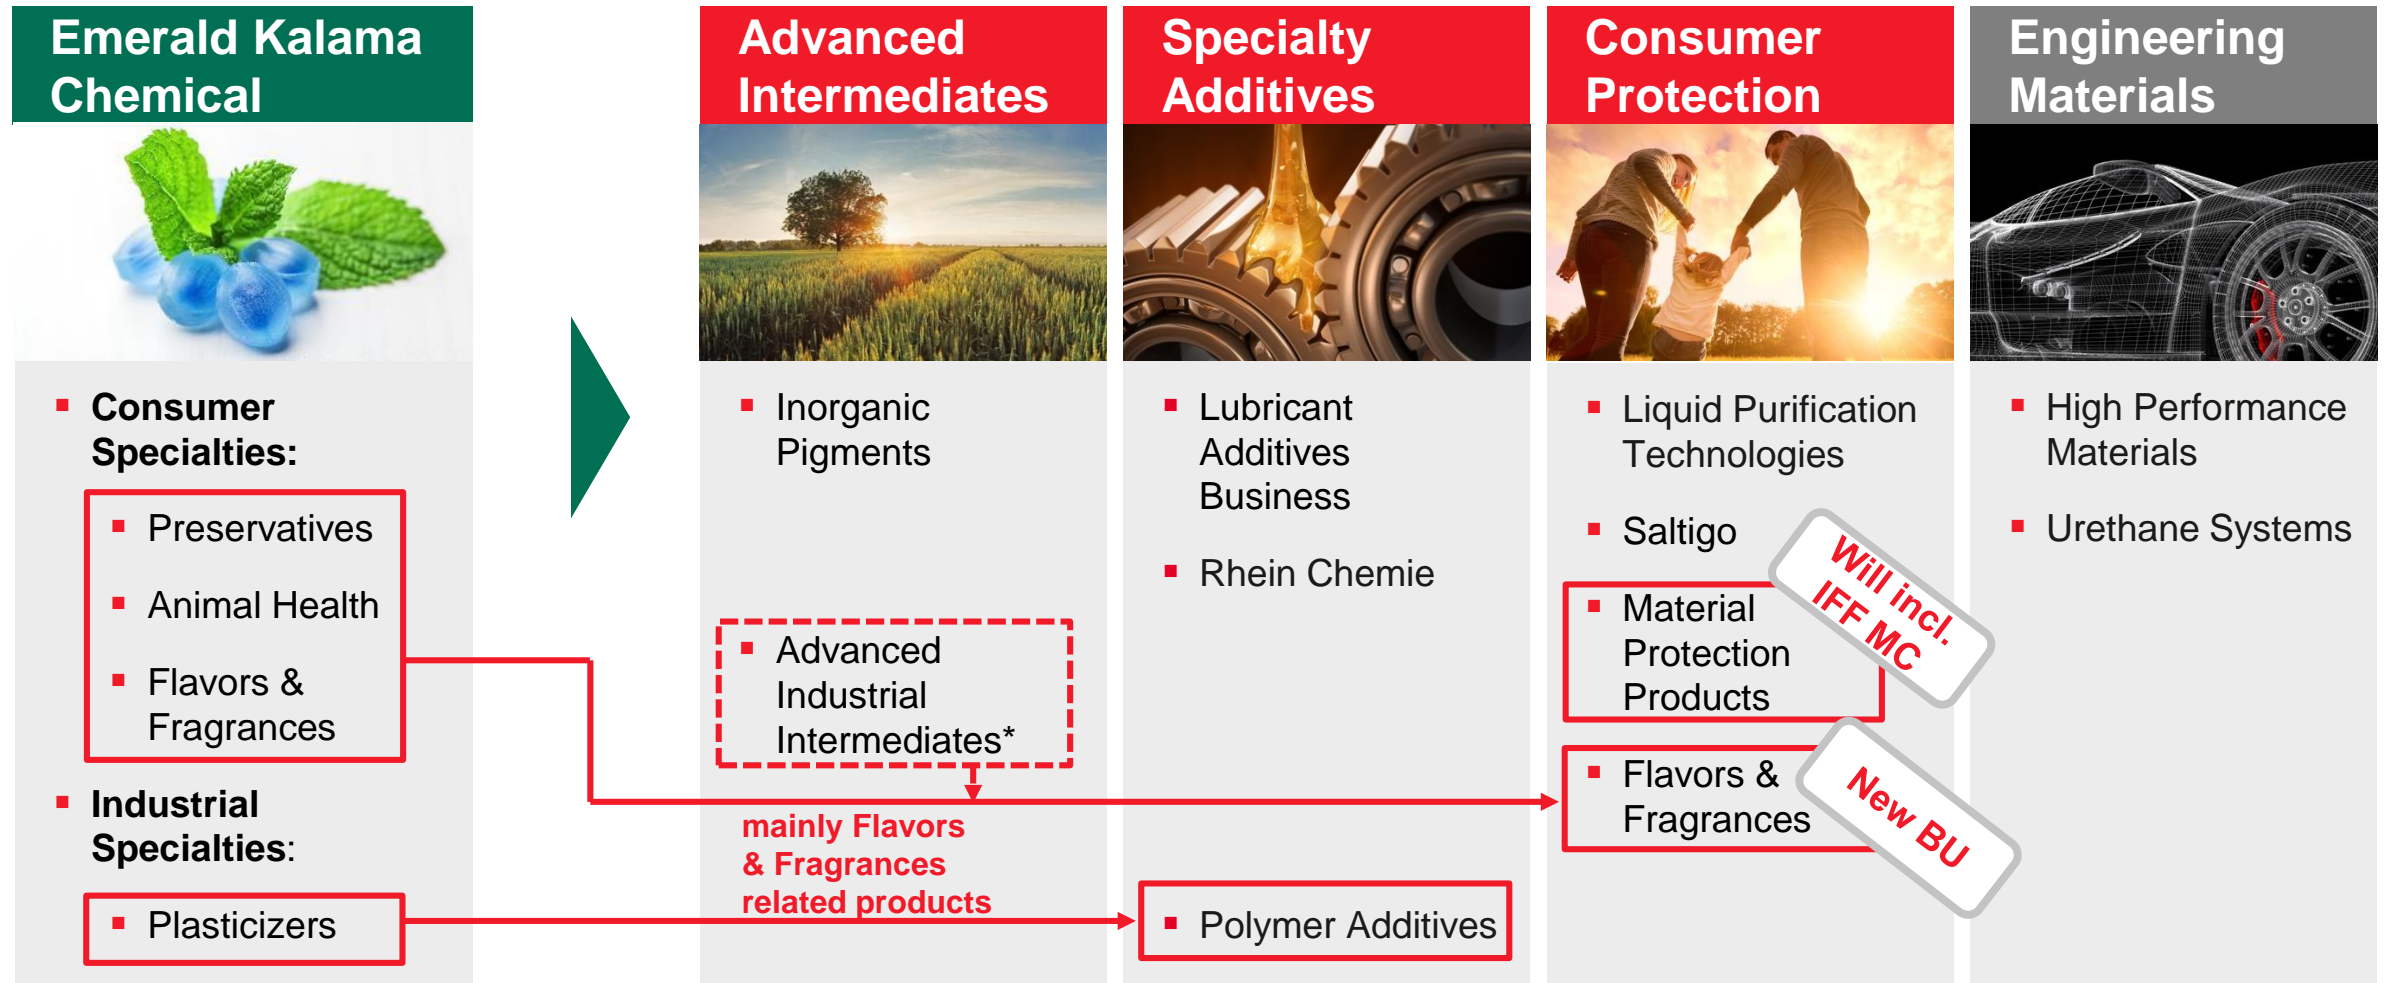 Emerald Kalama
Chemical
Consumer
Specialties:
Preservatives
Animal Health
Flavors &
Fragrances
Industrial
Specialties:
Plasticizers
Advanced
Intermediates
Inorganic
Pigments
Advanced
Industrial
Intermediates*
mainly Flavors
& Fragrances
related products
Specialty
Additives
Lubricant
Additives
Business
Rhein Chemie
Polymer Additives
Consumer
Protection
Liquid Purification
Technologies
Saltigo
Will incl.
IFF MC
Material
Protection
Products
Flavors &
Fragrances
New BU
Engineering
Materials
High Performance
Materials
Urethane Systems